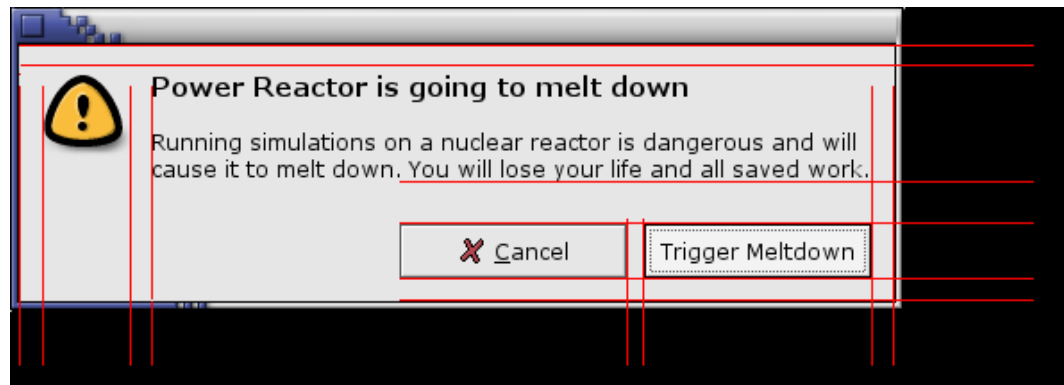 Power Reactor is going to melt down
Running simulations on a nuclear reactor is dangerous and will
cause it to melt down. You will lose your life and all saved work.
Cancel
Trigger Meltdown